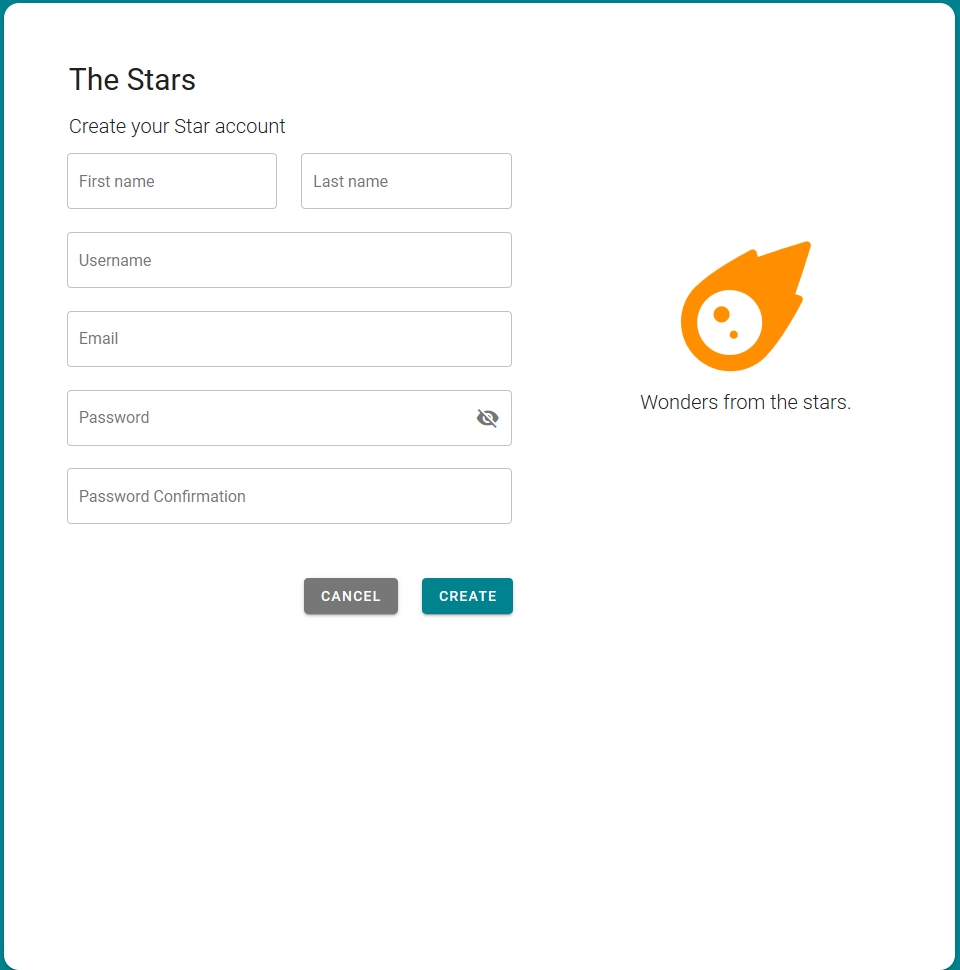 The Stars
Create your Star account
First name
Last name
Username
Email
Password
Password Confirmation
CANCEL
CREATE
Wonders from the stars.